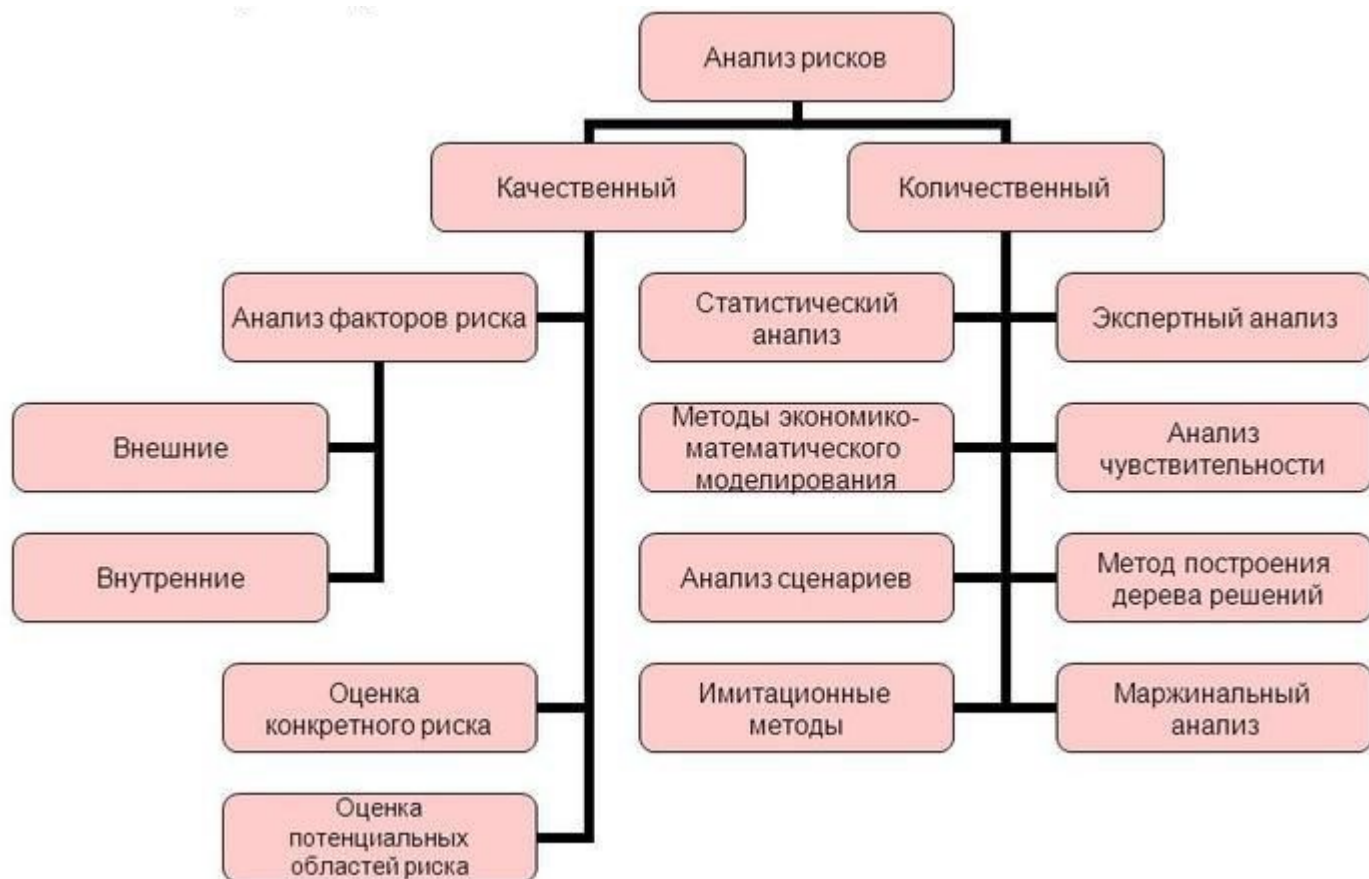 Анализ рисков
Качественный
Количественный
Анализ факторов риска
Статистический
анализ
Экспертный анализ
Внешние
Методы экономико-
математического
моделирования
Анализ
чувствительности
Внутренние
Анализ сценариев
Метод построения
дерева решений
Оценка
конкретного риска
Имитационные
методы
Маржинальный
анализ
Оценка
потенциальных
областей риска